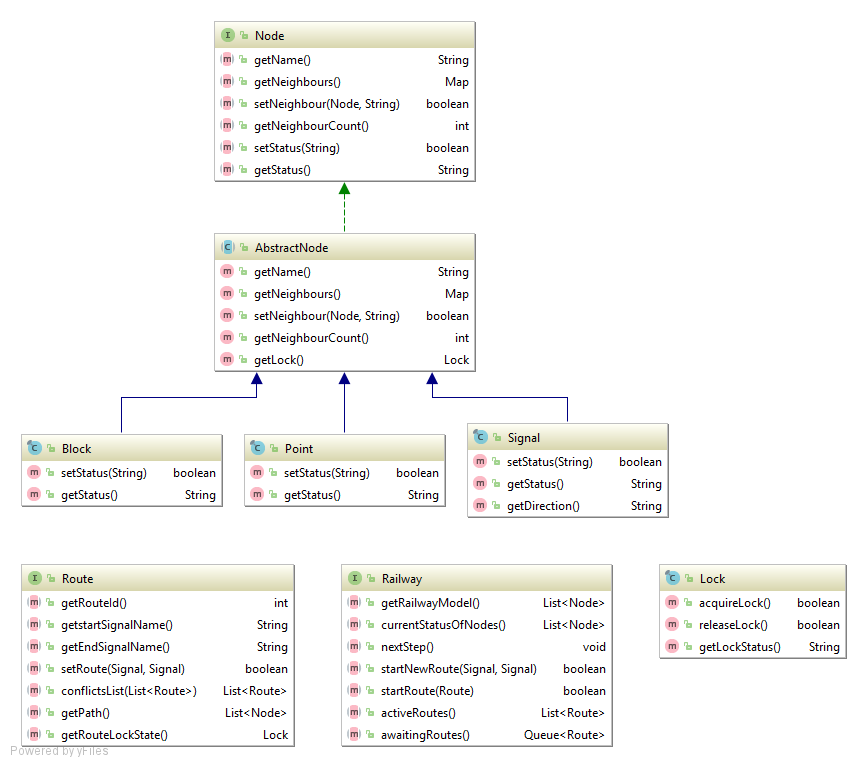 Node
getName() String
getNeighbours() Map
setNeighbour(Node, String) boolean
getNeighbourCount() int
setStatus(String) boolean
getStatus() String
AbstractNode
getName() String
getNeighbours() Map
setNeighbour(Node, String) boolean
getNeighbourCount() int
getLock() Lock
Block
setStatus(String) boolean
getStatus() String
Point
setStatus(String) boolean
getStatus() String
Signal
setStatus(String) boolean
getStatus() String
getDirection() String
Route
getRouteId() int
getstartSignalName() String
getEndSignalName() String
setRoute(Signal, Signal) boolean
conflictsList(List<Route>) List<Route>
getPath() List<Node>
getRouteLockState() Lock
Railway
getRailwayModel() List<Node>
currentStatusOfNodes() List<Node>
nextStep() void
startNewRoute(Signal, Signal) boolean
startRoute(Route) boolean
activeRoutes() List<Route>
awaitingRoutes() Queue<Route>
Lock
acquireLock() boolean
releaseLock() boolean
getLockStatus() String
Powered by yFiles